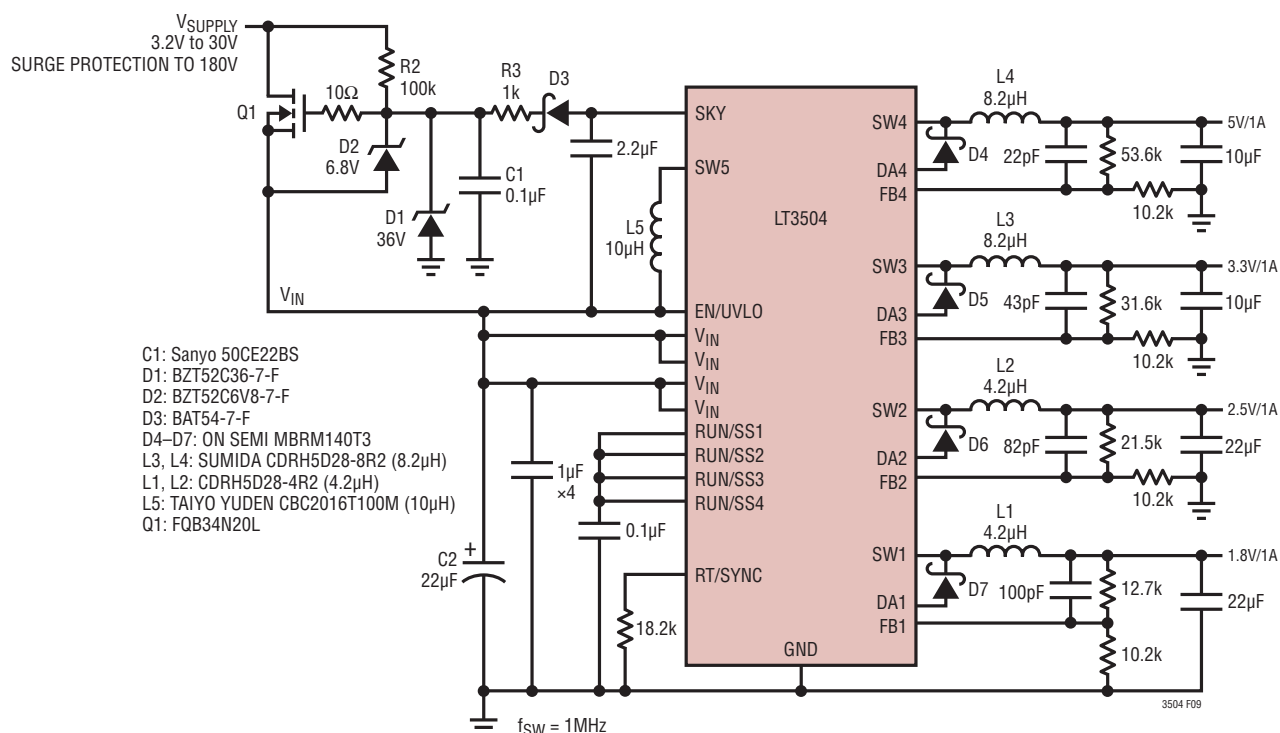 VSUPPLY
3.2V to 30V
SURGE PROTECTION TO 180V
Q1
10Ω
R2
100k
D2
6.8V
D1
36V
C1
0.1µF
R3
1k
D3
2.2µF
L5
10µH
VIN
SKY
SW5
EN/UVLO
VIN
VIN
VIN
VIN
RUN/SS1
RUN/SS2
RUN/SS3
RUN/SS4
RT/SYNC
LT3504
GND
SW4
DA4
FB4
SW3
DA3
FB3
SW2
DA2
FB2
SW1
DA1
FB1
L4
8.2µH
D4
22pF
53.6k
10µF
10.2k
5V/1A
L3
8.2µH
D5
43pF
31.6k
10µF
10.2k
3.3V/1A
L2
4.2µH
D6
82pF
21.5k
22µF
10.2k
2.5V/1A
L1
4.2µH
D7
100pF
12.7k
22µF
10.2k
1.8V/1A
C1: Sanyo 50CE22BS
D1: BZT52C36-7-F
D2: BZT52C6V8-7-F
D3: BAT54-7-F
D4–D7: ON SEMI MBRM140T3
L3, L4: SUMIDA CDRH5D28-8R2 (8.2µH)
L1, L2: CDRH5D28-4R2 (4.2µH)
L5: TAIYO YUDEN CBC2016T100M (10µH)
Q1: FQB34N20L
C2
+
22µF
1µF
×4
0.1µF
18.2k
fSW = 1MHz
3504 F09